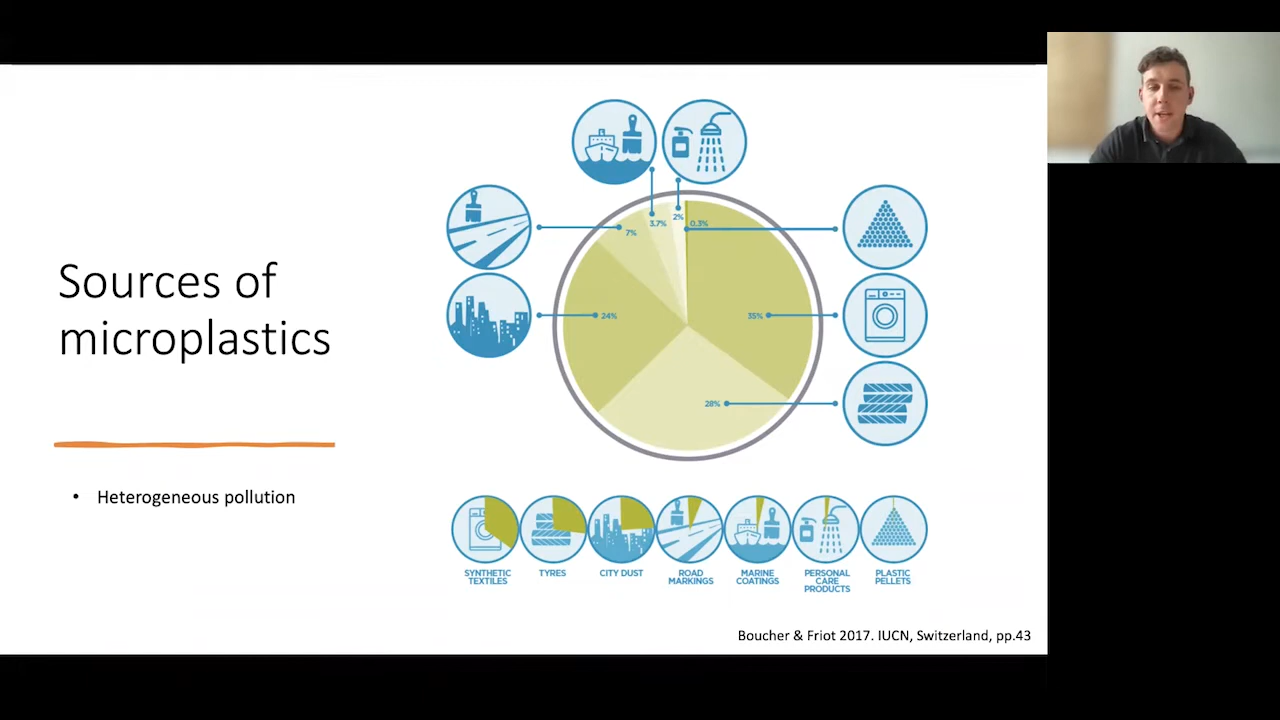 Sources of
microplastics
• Heterogeneous pollution
3.7%
2%
0.3%
7%
24%
35%
28%
SYNTHETIC
TEXTILES
TYRES
CITY DUST
ROAD
MARKINGS
MARINE
COATINGS
PERSONAL
CARE
PRODUCTS
PLASTIC
PELLETS
Boucher & Friot 2017. IUCN, Switzerland, pp.43